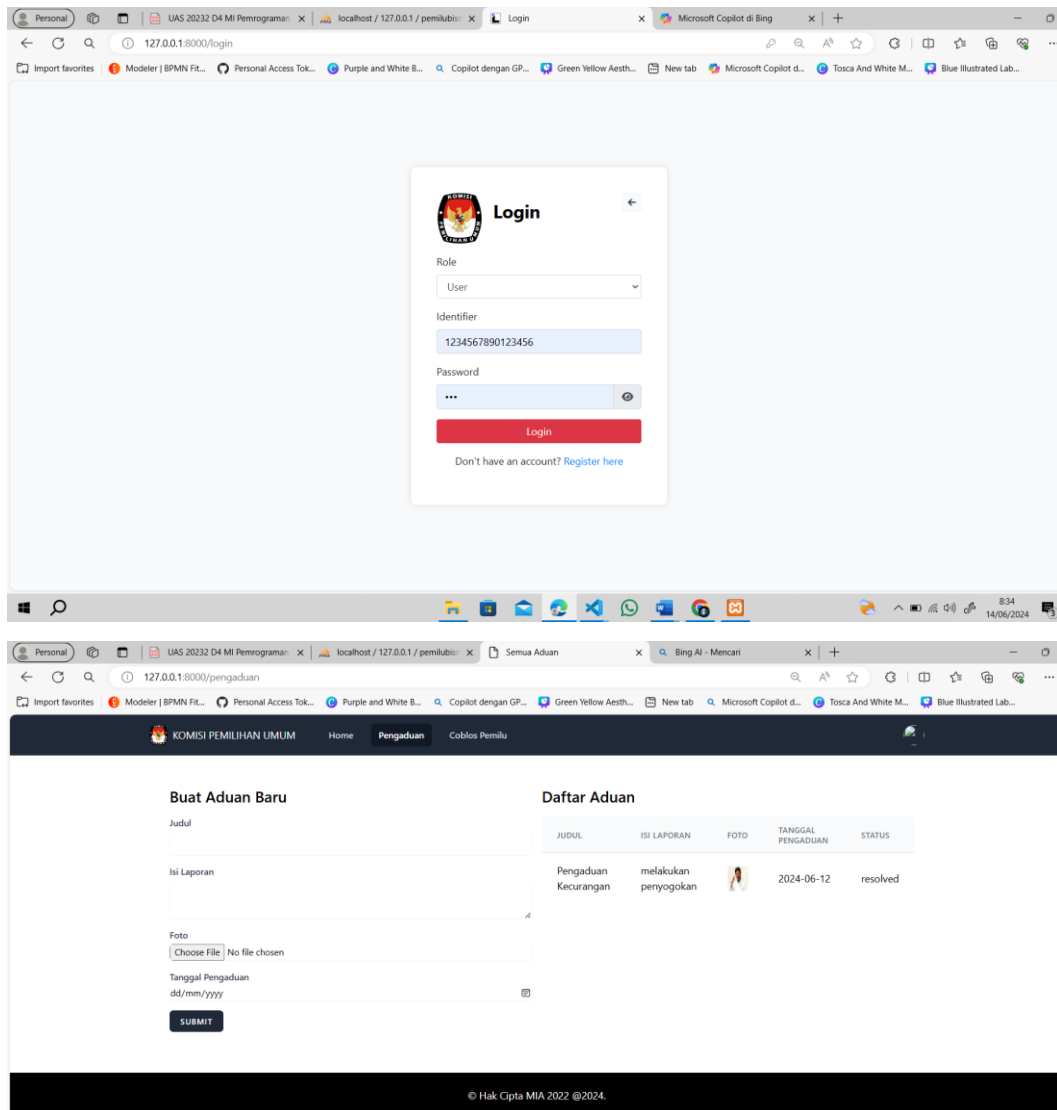 Personal
UAS 20232 D4 MI Pemrograman
localhost / 127.0.0.1 / pemilubisn
Login
Microsoft Copilot di Bing
127.0.0.1:8000/login
Import favorites
Modeler | BPMN Fit...
Personal Access Tok...
Purple and White B...
Copilot dengan GP...
Green Yellow Aesth...
New tab
Microsoft Copilot d...
Tosca And White M...
Blue Illustrated Lab...
KOMISI
PEMILIHAN UMUM
Login
Role
User
Identifier
1234567890123456
Password
•••
Login
Don't have an account? Register here
8:34
14/06/2024
3
Personal
UAS 20232 D4 MI Pemrograman
localhost / 127.0.0.1 / pemilubisn
Semua Aduan
Bing AI - Mencari
127.0.0.1:8000/pengaduan
Import favorites
Modeler | BPMN Fit...
Personal Access Tok...
Purple and White B...
Copilot dengan GP...
Green Yellow Aesth...
New tab
Microsoft Copilot d...
Tosca And White M...
Blue Illustrated Lab...
KOMISI PEMILIHAN UMUM
Home
Pengaduan
Coblos Pemilu
Buat Aduan Baru
Judul
Isi Laporan
Foto
Choose File No file chosen
Tanggal Pengaduan
dd/mm/yyyy
SUBMIT
Daftar Aduan
JUDUL ISI LAPORAN FOTO TANGGAL PENGADUAN STATUS
Pengaduan Kecurangan melakukan penyogokan 2024-06-12 resolved
© Hak Cipta MIA 2022 @2024.